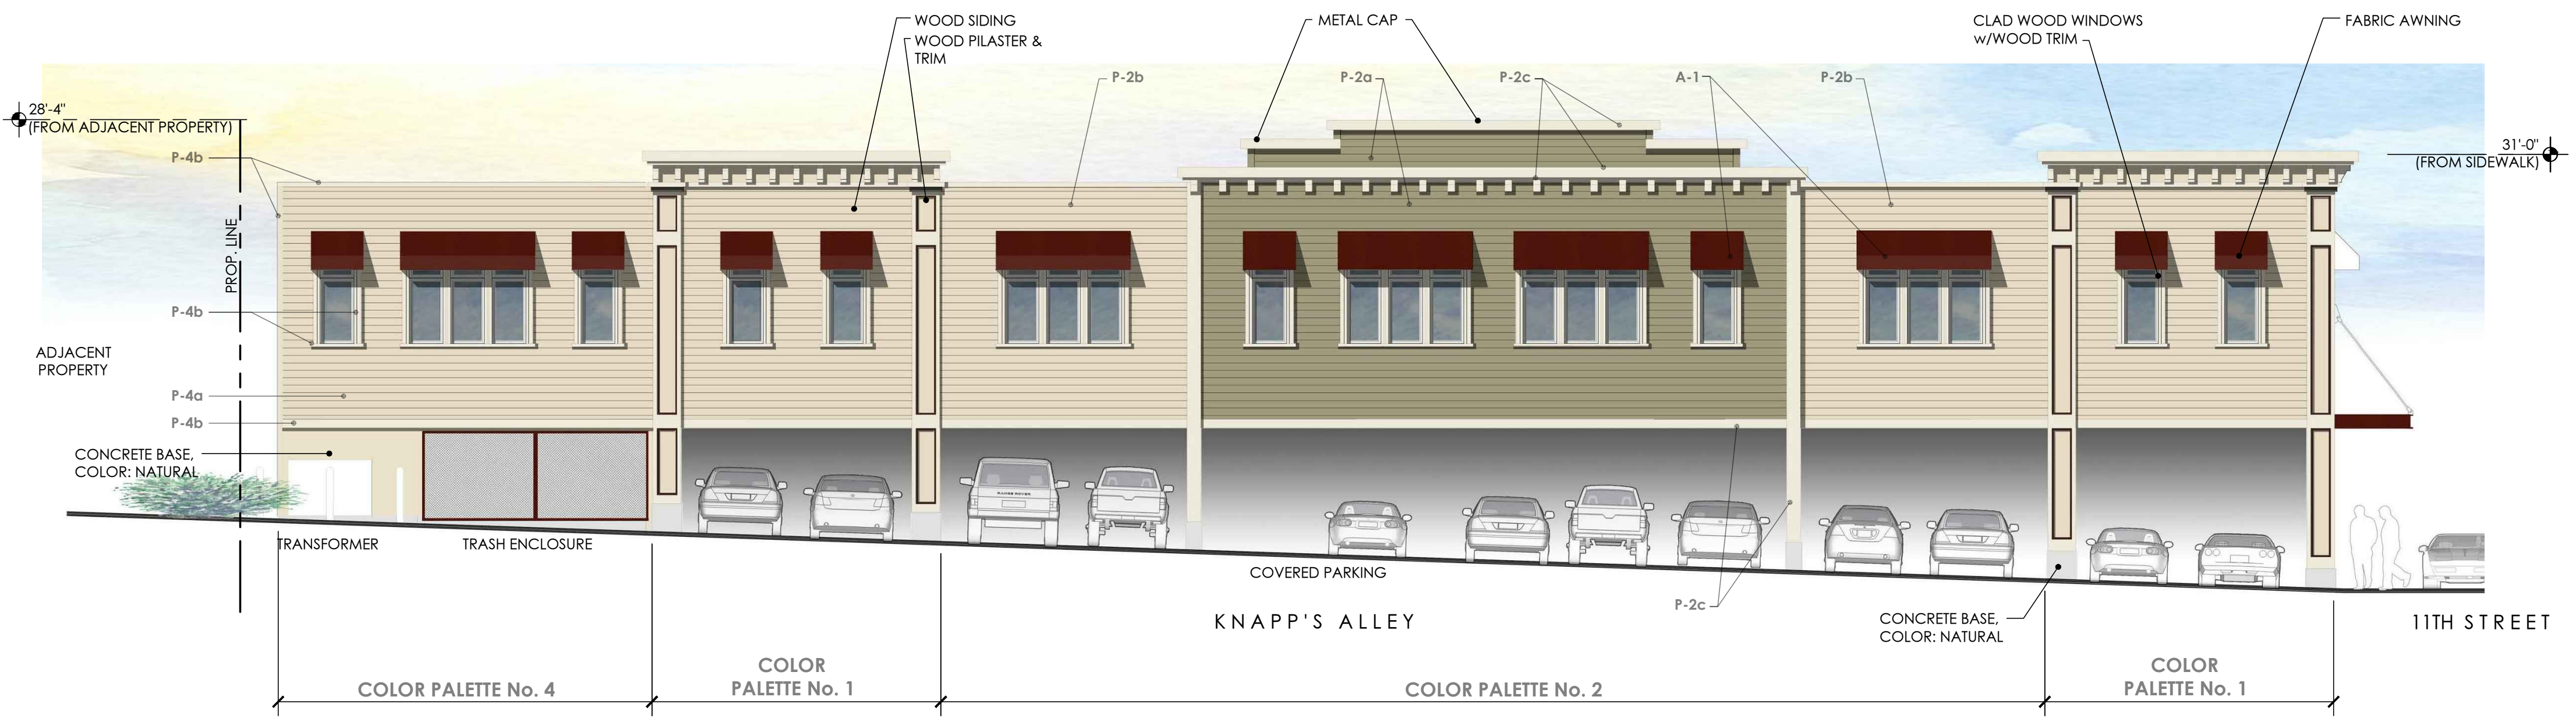 WOOD SIDING
WOOD PILASTER &
TRIM
METAL CAP
CLAD WOOD WINDOWS
w/WOOD TRIM
FABRIC AWNING
P-2b
P-2a
P-2c
A-1
P-2b
28'-4"
(FROM ADJACENT PROPERTY)
31'-0"
(FROM SIDEWALK)
P-4b
PROP. LINE
P-4b
ADJACENT
PROPERTY
P-4a
P-4b
CONCRETE BASE,
COLOR: NATURAL
RANGE ROVER
TRANSFORMER
TRASH ENCLOSURE
COVERED PARKING
P-2c
KNAPP'S ALLEY
CONCRETE BASE,
COLOR: NATURAL
11TH STREET
COLOR PALETTE No. 4
COLOR
PALETTE No. 1
COLOR PALETTE No. 2
COLOR
PALETTE No. 1